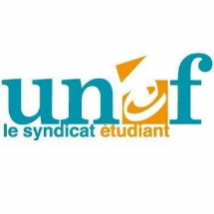 unef
le syndicat étudiant